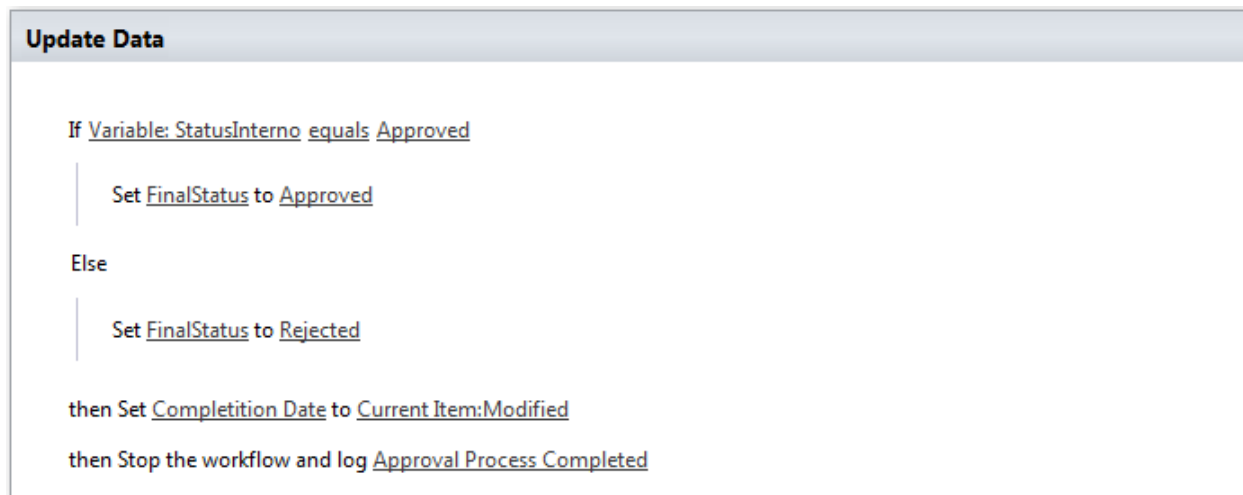 Update Data
If Variable: StatusInterno equals Approved
Set FinalStatus to Approved
Else
Set FinalStatus to Rejected
then Set Completition Date to Current Item:Modified
then Stop the workflow and log Approval Process Completed